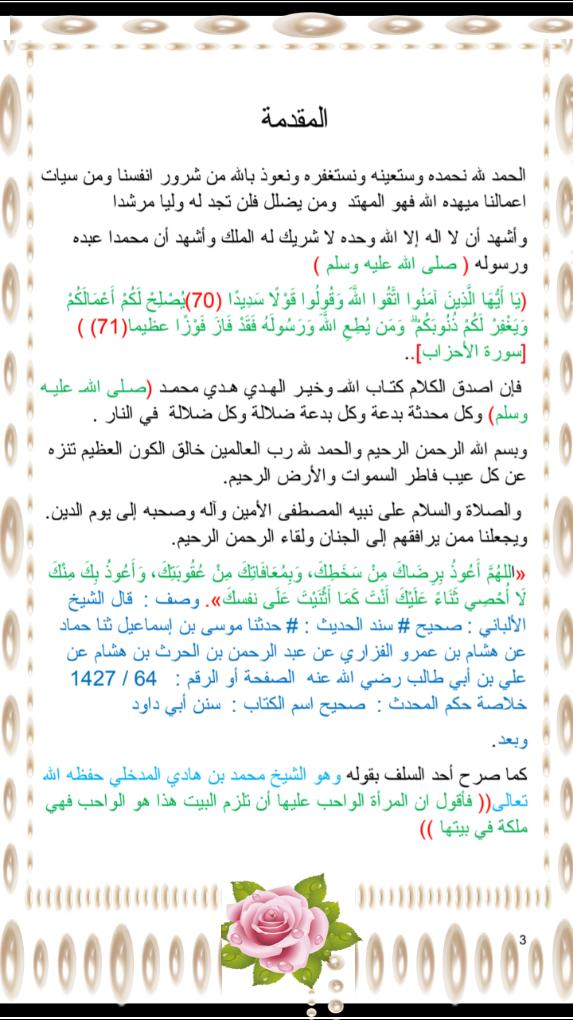 المقدمة
الحمد لله نحمده وستعينه ونستغفره ونعوذ بالله من شرور انفسنا ومن سيات
اعمالنا ميهده الله فهو المهتد ومن يضلل فلن تجد له وليا مرشدا
وأشهد أن لا اله إلا الله وحده لا شريك له الملك وأشهد أن محمدا عبده
ورسوله ( صلى الله عليه وسلم )
(يَا أَيُّهَا الَّذِينَ آمَنُوا اتَّقُوا اللَّهَ وَقُولُوا قَوْلًا سَدِيدًا (70)يُصْلِحْ لَكُمْ أَعْمَالَكُمْ
وَيَغْفِرْ لَكُمْ ذُنُوبَكُمْ ۗ وَمَن يُطِعِ اللَّهَ وَرَسُولَهُ فَقَدْ فَازَ فَوْزًا عظيما(71) )
[سورة الأحزاب]..
فإن اصدق الكلام كتاب الله وخير الهدي هدي محمد (صلى الله عليه
وسلم) وكل محدثة بدعة وكل بدعة ضلالة وكل ضلالة في النار .
وبسم الله الرحمن الرحيم والحمد لله رب العالمين خالق الكون العظيم تنزه
عن كل عيب فاطر السموات والأرض الرحيم.
والصلاة والسلام على نبيه المصطفى الأمين وآله وصحبه إلى يوم الدين.
ويجعلنا ممن يرافقهم إلى الجنان ولقاء الرحمن الرحيم.
«اللهُمَّ أَعُوذُ بِرِضَاكَ مِنْ سَخَطِكَ، وَبِمُعَافَاتِكَ مِنْ عُقُوبَتِكَ، وَأَعُوذُ بِكَ مِنْكَ
لَا أُحْصِي ثَنَاءً عَلَيْكَ أَنْتَ كَمَا أَثْنَيْتَ عَلَى نفسكَ». وصف : قال الشيخ
الألباني : صحيح # سند الحديث : # حدثنا موسى بن إسماعيل ثنا حماد
عن هشام بن عمرو الفزاري عن عبد الرحمن بن الحرث بن هشام عن
علي بن أبي طالب رضي الله عنه الصفحة أو الرقم : 64 / 1427
خلاصة حكم المحدث : صحيح اسم الكتاب : سنن أبي داود
وبعد.
كما صرح أحد السلف بقوله وهو الشيخ محمد بن هادي المدخلي حفظه الله
تعالى(( فأقول ان المرأة الواحب عليها أن تلزم البيت هذا هو الواحب فهي
ملكة في بيتها ))
3